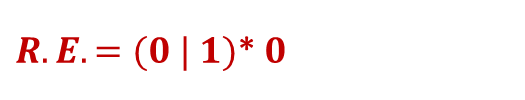 R. E. = (0 | 1)* 0